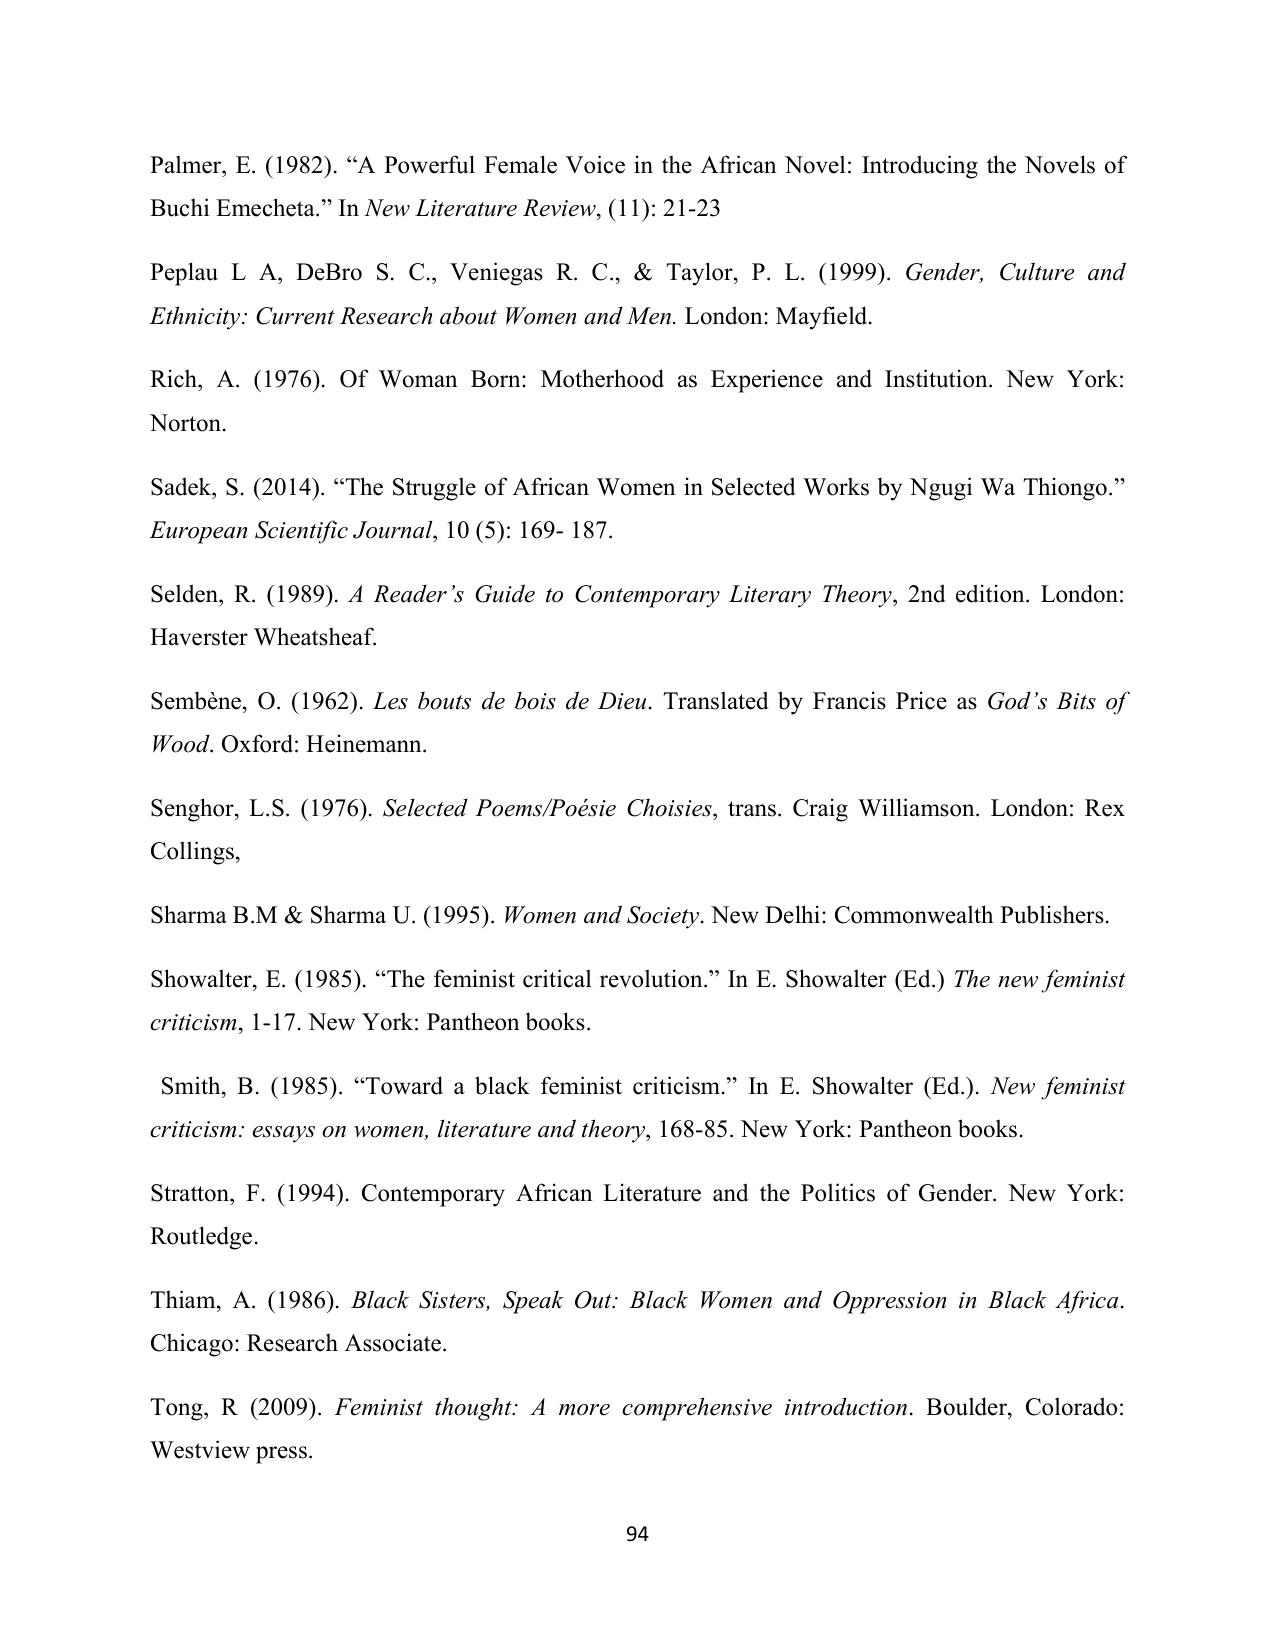 Palmer, E. (1982). “A Powerful Female Voice in the African Novel: Introducing the Novels of
Buchi Emecheta.” In New Literature Review, (11): 21-23
Peplau L A, DeBro S. C., Veniegas R. C., & Taylor, P. L. (1999). Gender, Culture and
Ethnicity: Current Research about Women and Men. London: Mayfield.
Rich, A. (1976). Of Woman Born: Motherhood as Experience and Institution. New York:
Norton.
Sadek, S. (2014). “The Struggle of African Women in Selected Works by Ngugi Wa Thiongo.”
European Scientific Journal, 10 (5): 169- 187.
Selden, R. (1989). A Reader’s Guide to Contemporary Literary Theory, 2nd edition. London:
Haverster Wheatsheaf.
Sembène, O. (1962). Les bouts de bois de Dieu. Translated by Francis Price as God’s Bits of
Wood. Oxford: Heinemann.
Senghor, L.S. (1976). Selected Poems/Poésie Choisies, trans. Craig Williamson. London: Rex
Collings,
Sharma B.M & Sharma U. (1995). Women and Society. New Delhi: Commonwealth Publishers.
Showalter, E. (1985). “The feminist critical revolution.” In E. Showalter (Ed.) The new feminist
criticism, 1-17. New York: Pantheon books.
Smith, B. (1985). “Toward a black feminist criticism.” In E. Showalter (Ed.). New feminist
criticism: essays on women, literature and theory, 168-85. New York: Pantheon books.
Stratton, F. (1994). Contemporary African Literature and the Politics of Gender. New York:
Routledge.
Thiam, A. (1986). Black Sisters, Speak Out: Black Women and Oppression in Black Africa.
Chicago: Research Associate.
Tong, R (2009). Feminist thought: A more comprehensive introduction. Boulder, Colorado:
Westview press.
94